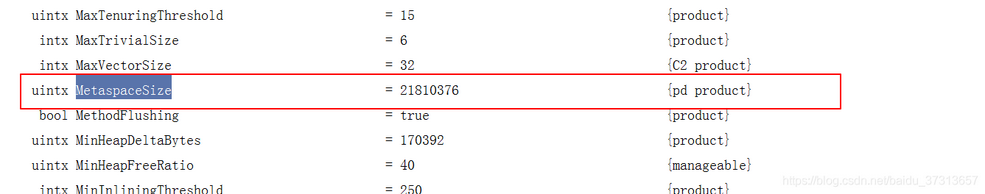 uintx MaxTenuringThreshold = 15 {product}
intx MaxTrivialSize = 6 {product}
intx MaxVectorSize = 32 {C2 product}
uintx MetaspaceSize = 21810376 {pd product}
bool MethodFlushing = true {product}
uintx MinHeapDeltaBytes = 170392 {product}
uintx MinHeapFreeRatio = 40 {manageable}
intx MinInliningThreshold = 250 {product}
https://blog.csdn.net/baidu_37313657